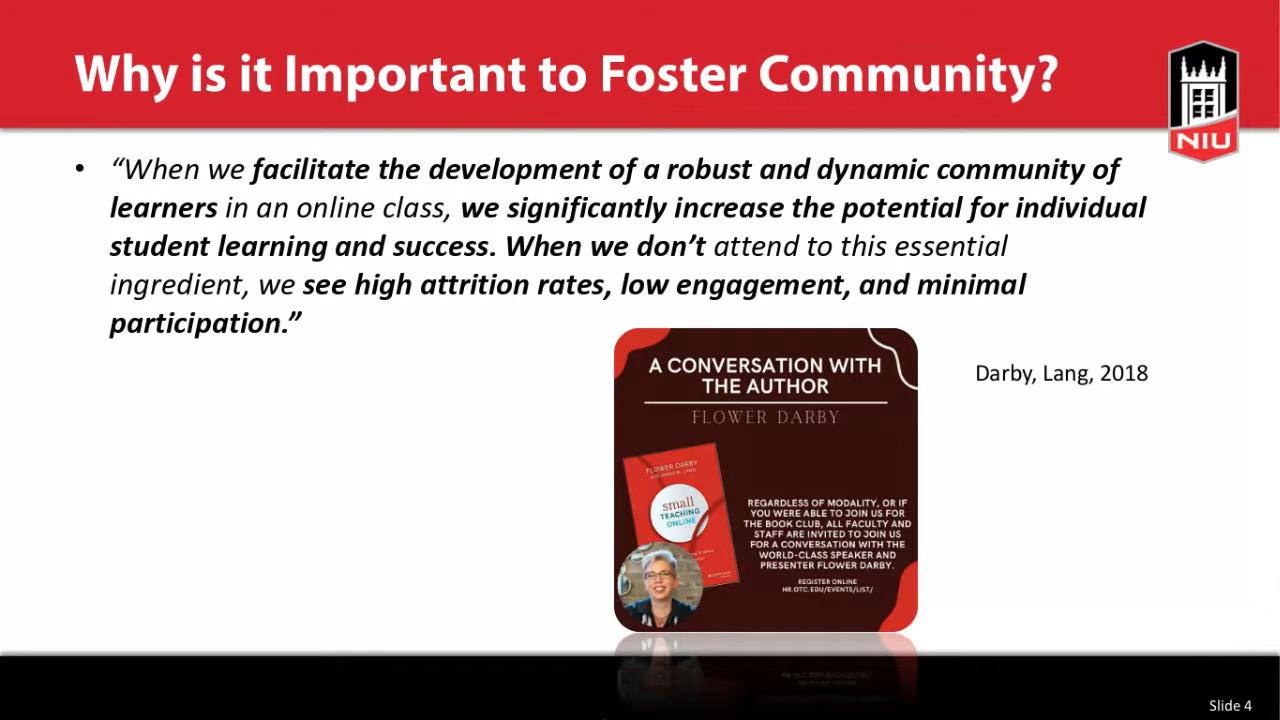 Why is it Important to Foster Community?
NIU
• “When we facilitate the development of a robust and dynamic community of
learners in an online class, we significantly increase the potential for individual
student learning and success. When we don’t attend to this essential
ingredient, we see high attrition rates, low engagement, and minimal
participation.”
Darby, Lang, 2018
A CONVERSATION WITH
THE AUTHOR
FLOWER DARBY
FLOWER DARBY
small
TEACHING
ONLINE
REGARDLESS OF MODALITY, OR IF
YOU WERE ABLE TO JOIN US FOR
THE BOOK CLUB, ALL FACULTY AND
STAFF ARE INVITED TO JOIN US
FOR A CONVERSATION WITH THE
WORLD-CLASS SPEAKER AND
PRESENTER FLOWER DARBY.
REGISTER ONLINE
HR.OTC.EDU/EVENTS/LIST/
Slide 4